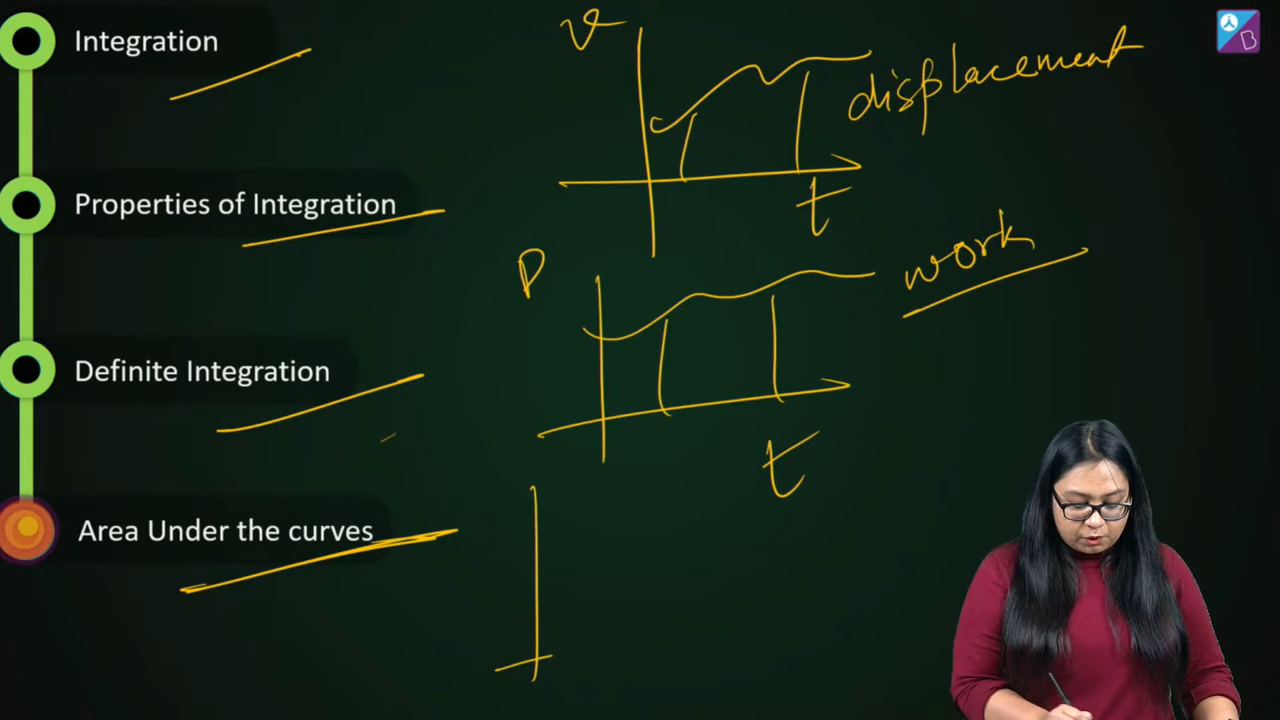 Integration
Properties of Integration
Definite Integration
Area Under the curves
v
displacement
t
P
work
t
B